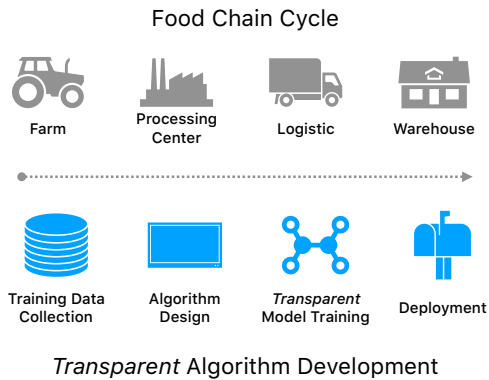 Food Chain Cycle
Farm
Processing
Center
Logistic
Warehouse
Training Data
Collection
Algorithm
Design
Transparent
Model Training
Deployment
Transparent Algorithm Development